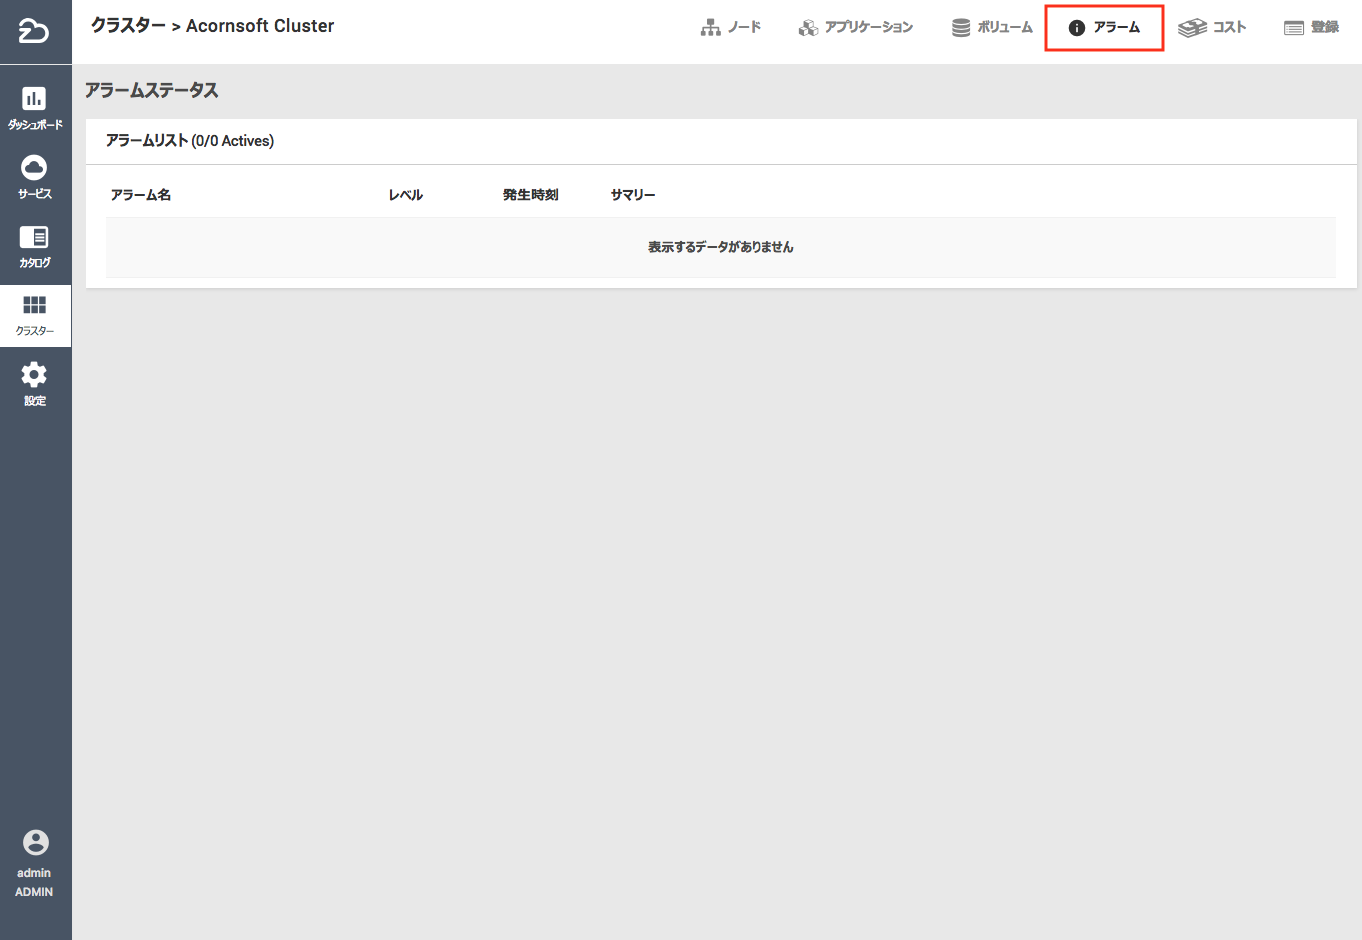 クラスター > Acornsoft Cluster
ノード
アプリケーション
ボリューム
アラーム
コスト
登録
ダッシュボード
サービス
カタログ
クラスター
設定
admin
ADMIN
アラームステータス
アラームリスト (0/0 Actives)
アラーム名 レベル 発生時刻 サマリー
表示するデータがありません